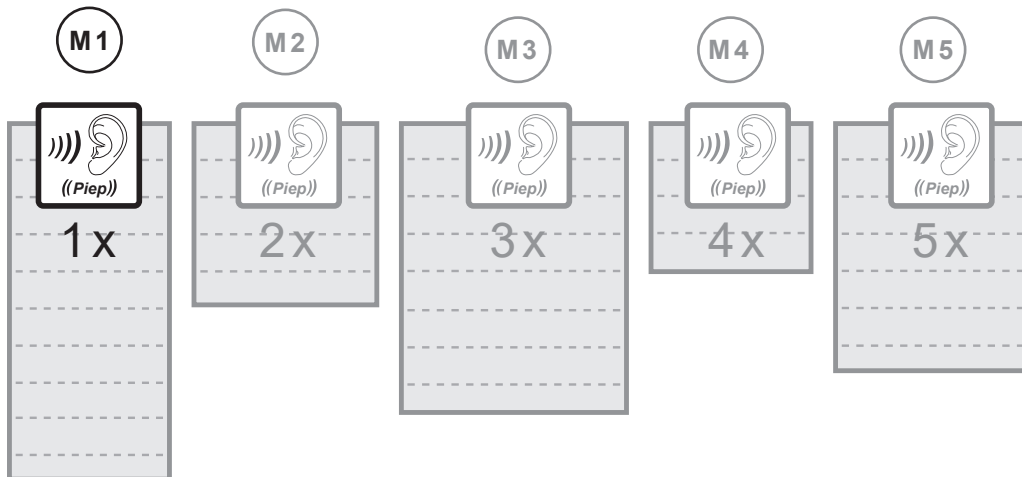 M1 M2 M3 M4 M5
((Piep)) ((Piep)) ((Piep)) ((Piep)) ((Piep))
1x 2x 3x 4x 5x